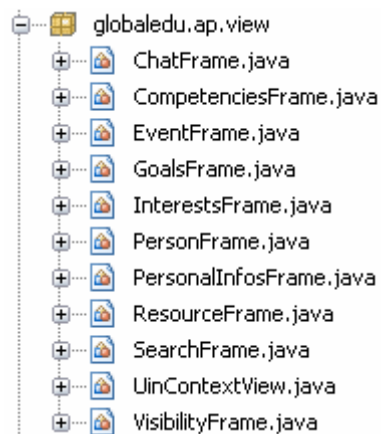 globaledu.ap.view
ChatFrame.java
CompetenciesFrame.java
EventFrame.java
GoalsFrame.java
InterestsFrame.java
PersonFrame.java
PersonalInfosFrame.java
ResourceFrame.java
SearchFrame.java
UinContextView.java
VisibilityFrame.java